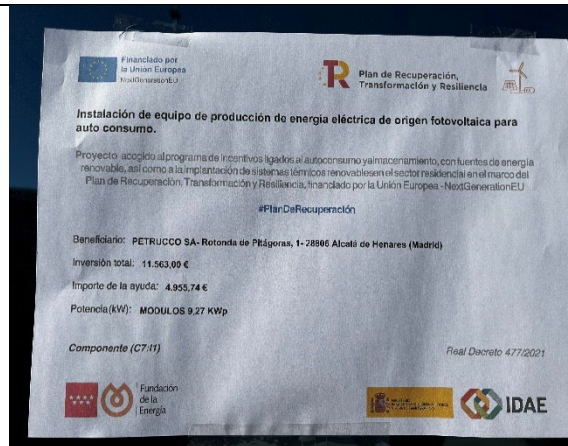 Financiado por
la Unión Europea
NextGenerationEU
Plan de Recuperación,
Transformación y Resiliencia
Instalación de equipo de producción de energía eléctrica de origen fotovoltaica para
auto consumo.
Proyecto acogido al programa de incentivos ligados al autoconsumo yalmacenamiento, con fuentes de energía
renovable, así como a la implantación de sistemas térmicos renovablesen el sector residencial en el marco del
Plan de Recuperación, Transformación y Resiliencia, financiado por la Unión Europea -NextGenerationEU
#PlanDeRecuperación
Beneficiario: PETRUCCO SA- Rotonda de Pitágoras, 1- 28806 Alcalá de Henares (Madrid)
Inversión total: 11.563,00 €
Importe de la ayuda: 4.955,74 €
Potencia(kW): MODULOS 9,27 KWp
Componente (C7:I1)
Real Decreto 477/2021
Fundación
de la
Energía
IDAE